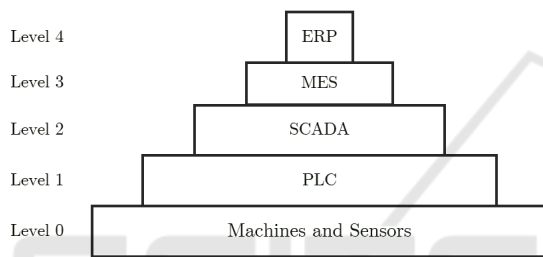 Level 4 ERP
Level 3 MES
Level 2 SCADA
Level 1 PLC
Level 0 Machines and Sensors